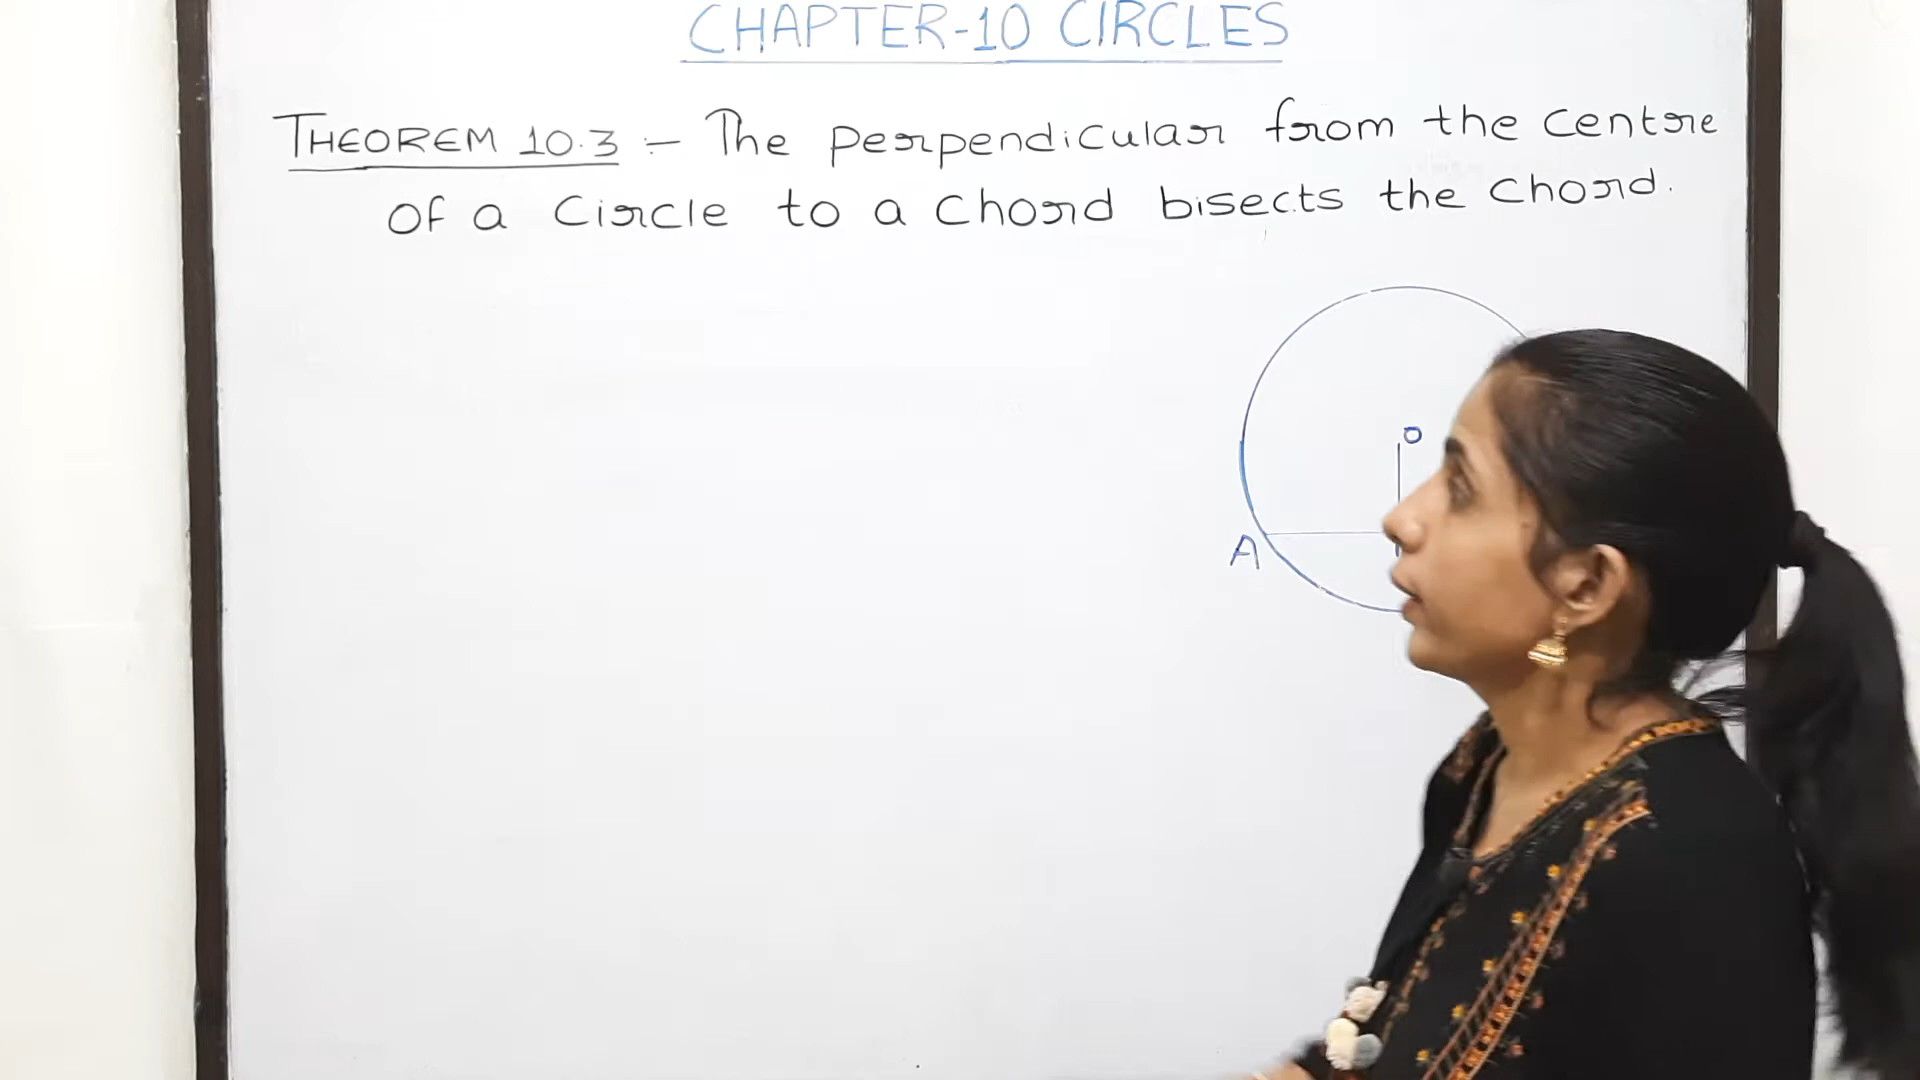 CHAPTER-10 CIRCLES
THEOREM 10.3 :- The perpendicular from the centre
of a Circle to a Chord bisects the Chord.
O
A